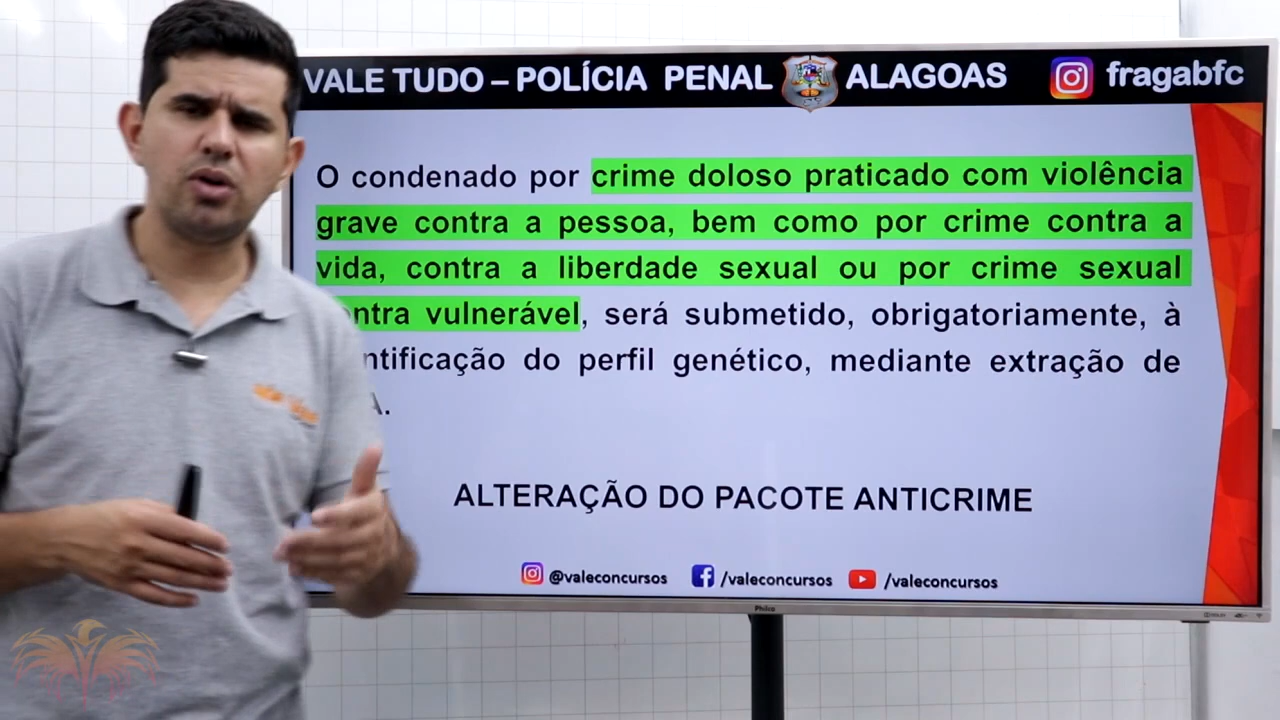 VALE TUDO – POLÍCIA PENAL ALAGOAS fragabfc
O condenado por crime doloso praticado com violência
grave contra a pessoa, bem como por crime contra a
vida, contra a liberdade sexual ou por crime sexual
ntra vulnerável, será submetido, obrigatoriamente, à
ntificação do perfil genético, mediante extração de
A.
ALTERAÇÃO DO PACOTE ANTICRIME
@valeconcursos /valeconcursos /valeconcursos
Philco